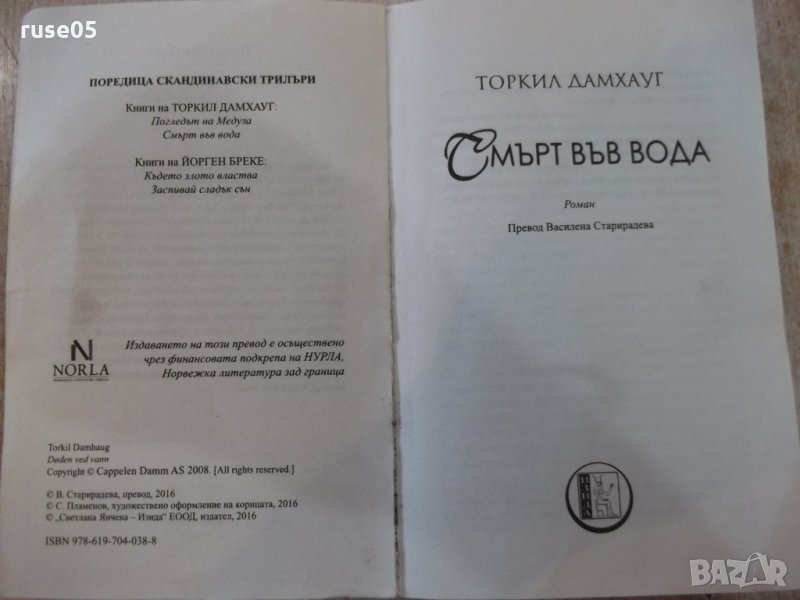 ruse05
ПОРЕДИЦА СКАНДИНАВСКИ ТРИЛЪРИ
Книги на ТОРКИЛ ДАМХАУГ:
Погледът на Медуза
Смърт във вода
Книги на ЙОРГЕН БРЕКЕ:
Където злото властва
Заспивай сладък сън
N
NORLA
Издаването на този превод е осъществено
чрез финансовата подкрепа на НУРЛА,
Норвежка литература зад граница
Torkil Damhaug
Døden ved vann
Copyright © Cappelen Damm AS 2008. [All rights reserved.]
© В. Старирадева, превод, 2016
© С. Пламенов, художествено оформление на корицата, 2016
© „Светлана Янчева – Изида“ ЕООД, издател, 2016
ISBN 978-619-704-038-8
ТОРКИЛ ДАМХАУГ
СМЪРТ ВЪВ ВОДА
Роман
Превод Василена Старирадева
ИЗИДА
BAZAR
bg